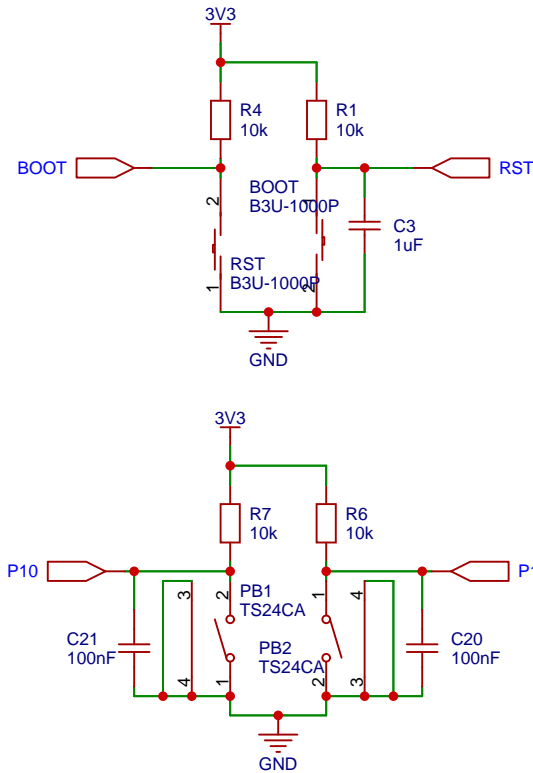 3V3
R4
10k
R1
10k
BOOT
RST
BOOT
B3U-1000P
2
1
C3
1uF
RST
B3U-1000P
1
2
GND
3V3
R7
10k
R6
10k
P10
P1
3
2
PB1
TS24CA
1
4
C21
100nF
PB2
TS24CA
C20
100nF
4
1
2
3
GND